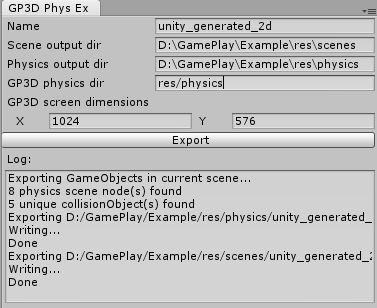 GP3D Phys Ex
Name unity_generated_2d
Scene output dir D:\GamePlay\Example\res\scenes
Physics output dir D:\GamePlay\Example\res\physics
GP3D physics dir res/physics
GP3D screen dimensions
X 1024 Y 576
Export
Log:
Exporting GameObjects in current scene...
8 physics scene node(s) found
5 unique collisionObject(s) found
Exporting D:/GamePlay/Example/res/physics/unity_generated_
Writing...
Done
Exporting D:/GamePlay/Example/res/scenes/unity_generated_2
Writing...
Done